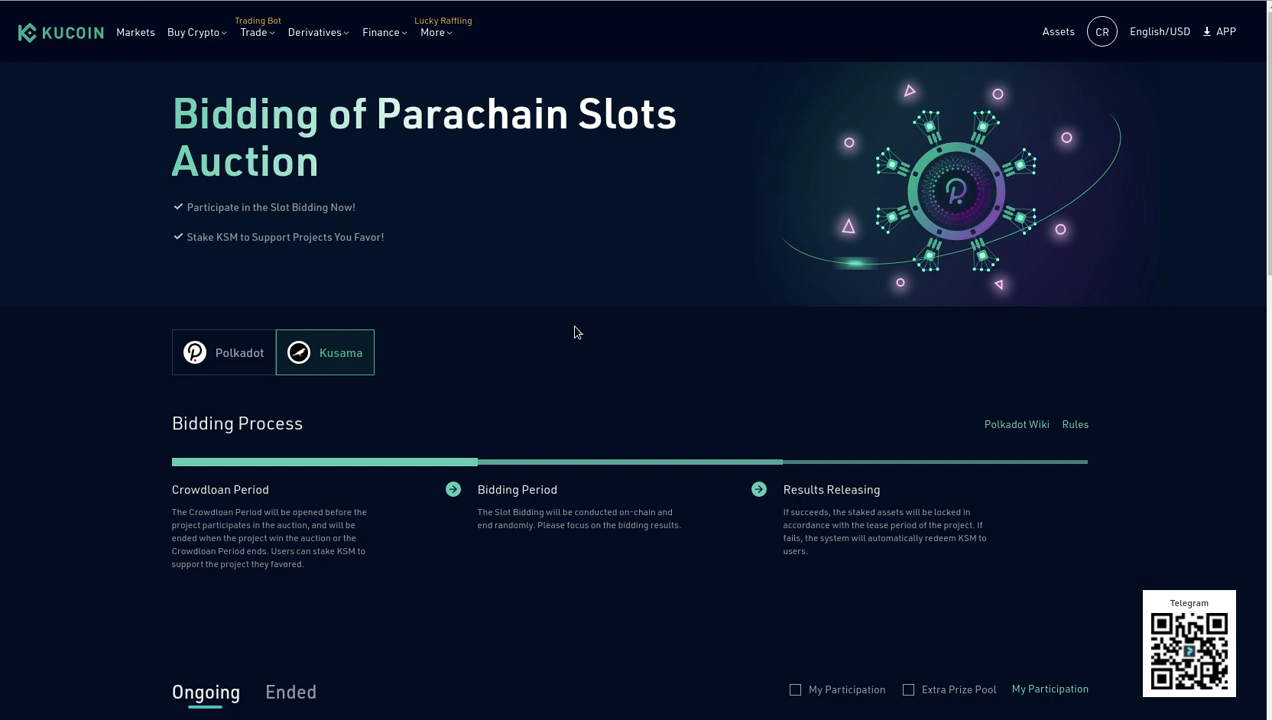 KUCOIN
Markets
Buy Crypto
Trading Bot
Trade
Derivatives
Finance
Lucky Raffling
More
Assets
CR
English/USD
APP
Bidding of Parachain Slots
Auction
Participate in the Slot Bidding Now!
Stake KSM to Support Projects You Favor!
Polkadot
Kusama
Bidding Process
Polkadot Wiki
Rules
Crowdloan Period
The Crowdloan Period will be opened before the
project participates in the auction, and will be
ended when the project win the auction or the
Crowdloan Period ends. Users can stake KSM to
support the project they favored.
Bidding Period
The Slot Bidding will be conducted on-chain and
end randomly. Please focus on the bidding results.
Results Releasing
If succeeds, the staked assets will be locked in
accordance with the lease period of the project. If
fails, the system will automatically redeem KSM to
users.
Telegram
Ongoing
Ended
My Participation
Extra Prize Pool
My Participation